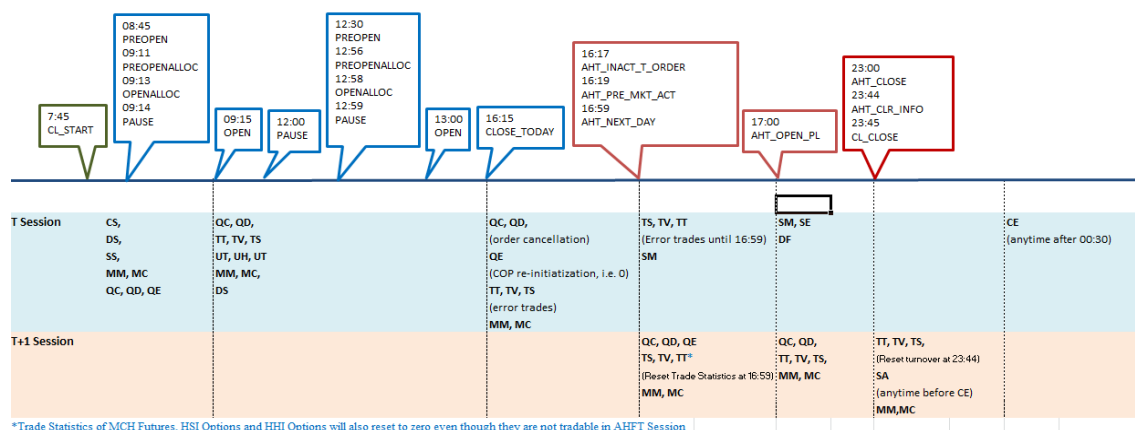 7:45
CL_START
08:45
PREOPEN
09:11
PREOPENALLOC
09:13
OPENALLOC
09:14
PAUSE
09:15
OPEN
12:00
PAUSE
12:30
PREOPEN
12:56
PREOPENALLOC
12:58
OPENALLOC
12:59
PAUSE
13:00
OPEN
16:15
CLOSE_TODAY
16:17
AHT_INACT_T_ORDER
16:19
AHT_PRE_MKT_ACT
16:59
AHT_NEXT_DAY
17:00
AHT_OPEN_PL
23:00
AHT_CLOSE
23:44
AHT_CLR_INFO
23:45
CL_CLOSE
T Session
CS,
DS,
SS,
MM, MC
QC, QD, QE
QC, QD,
TT, TV, TS
UT, UH, UT
MM, MC,
DS
QC, QD,
(order cancellation)
QE
(COP re-initiatization, i.e. 0)
TT, TV, TS
(error trades)
MM, MC
TS, TV, TT
(Error trades until 16:59)
SM
SM, SE
DF
CE
(anytime after 00:30)
T+1 Session
QC, QD, QE
TS, TV, TT*
(Reset Trade Statistics at 16:59)
MM, MC
QC, QD,
TT, TV, TS,
MM, MC
TT, TV, TS,
(Reset turnover at 23:44)
SA
(anytime before CE)
MM,MC
*Trade Statistics of MCH Futures, HSI Options and HHI Options will also reset to zero even though they are not tradable in AHFT Session